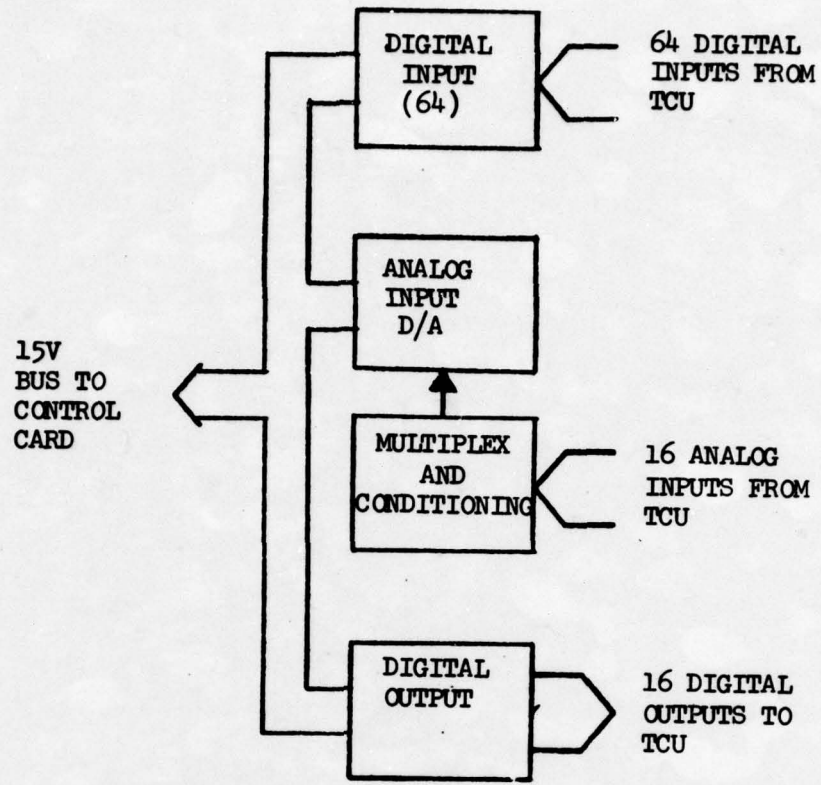 DIGITAL
INPUT
(64)
64 DIGITAL
INPUTS FROM
TCU
ANALOG
INPUT
D/A
15V
BUS TO
CONTROL
CARD
MULTIPLEX
AND
CONDITIONING
16 ANALOG
INPUTS FROM
TCU
DIGITAL
OUTPUT
16 DIGITAL
OUTPUTS TO
TCU